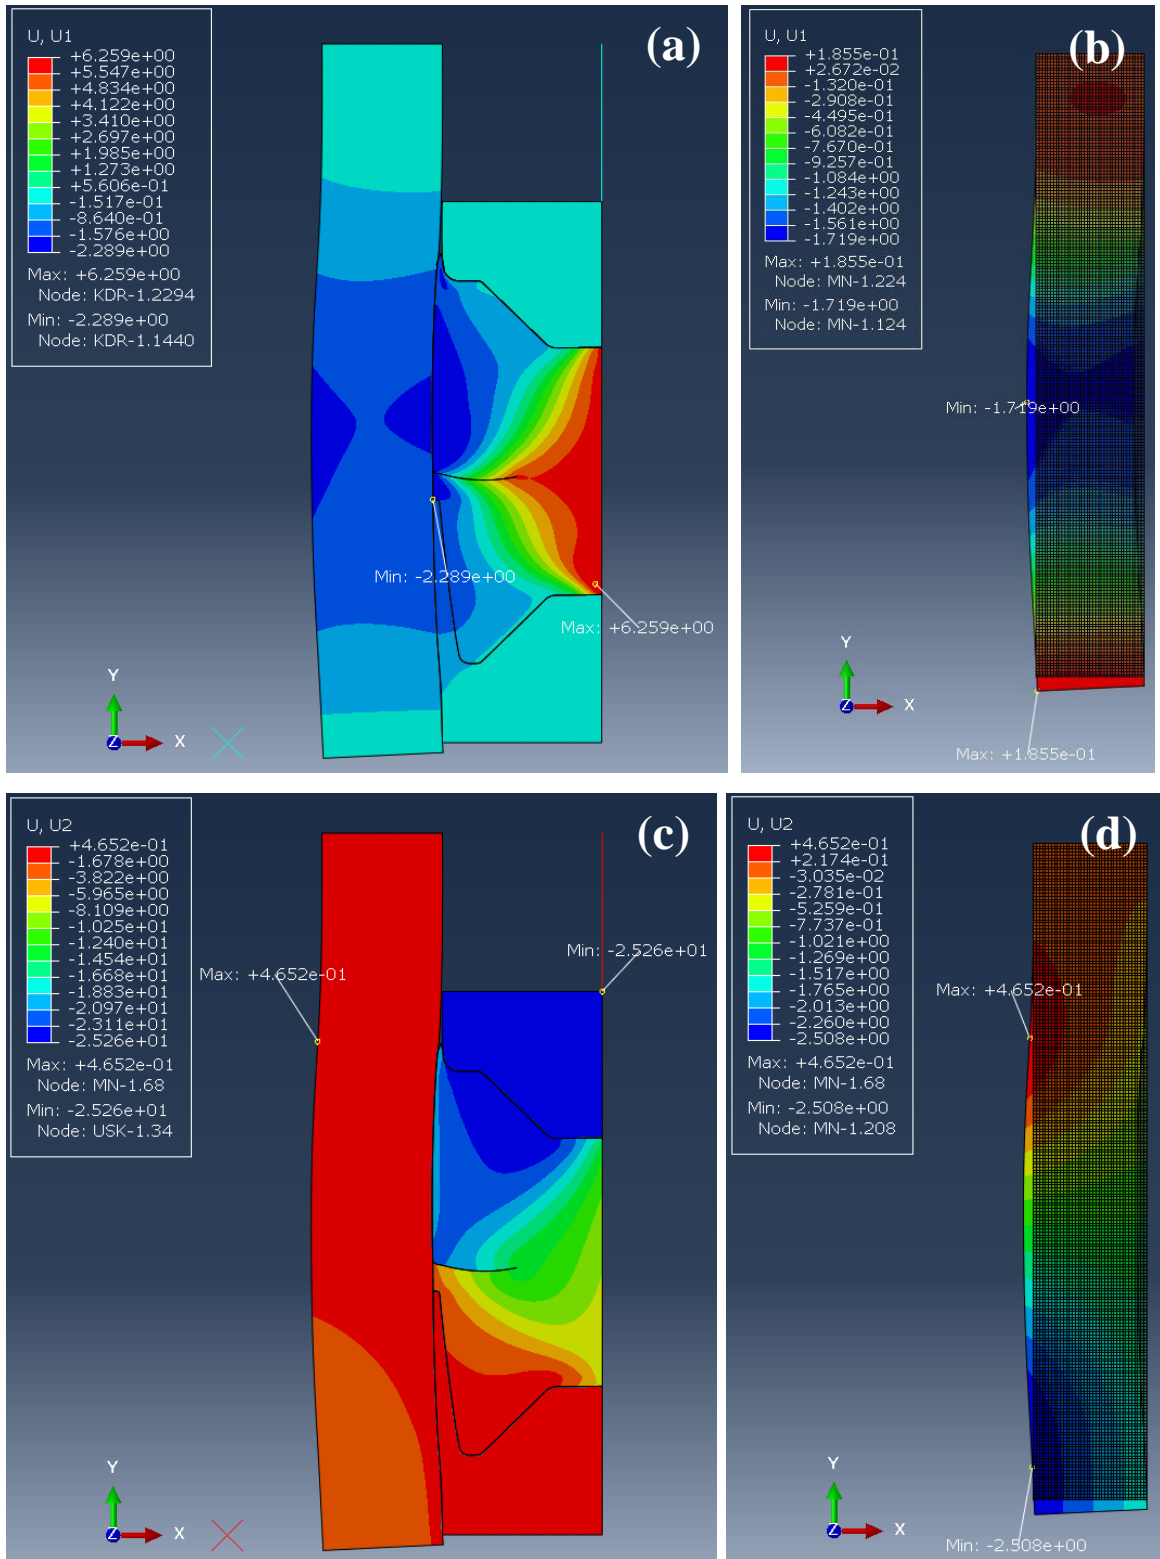 (a)
U, U1
+6.259e+00
+5.547e+00
+4.834e+00
+4.122e+00
+3.410e+00
+2.697e+00
+1.985e+00
+1.273e+00
+5.606e-01
-1.517e-01
-8.640e-01
-1.576e+00
-2.289e+00
Max: +6.259e+00
Node: KDR-1.2294
Min: -2.289e+00
Node: KDR-1.1440
Min: -2.289e+00
Max: +6.259e+00
Y
Z
X
(b)
U, U1
+1.855e-01
+2.672e-02
-1.320e-01
-2.908e-01
-4.495e-01
-6.082e-01
-7.670e-01
-9.257e-01
-1.084e+00
-1.243e+00
-1.402e+00
-1.561e+00
-1.719e+00
Max: +1.855e-01
Node: MN-1.224
Min: -1.719e+00
Node: MN-1.124
Min: -1.719e+00
Y
Z
X
Max: +1.855e-01
(c)
U, U2
+4.652e-01
-1.678e+00
-3.822e+00
-5.965e+00
-8.109e+00
-1.025e+01
-1.240e+01
-1.454e+01
-1.668e+01
-1.883e+01
-2.097e+01
-2.311e+01
-2.526e+01
Max: +4.652e-01
Node: MN-1.68
Min: -2.526e+01
Node: USK-1.34
Min: -2.526e+01
Max: +4.652e-01
Y
Z
X
(d)
U, U2
+4.652e-01
+2.174e-01
-3.035e-02
-2.781e-01
-5.259e-01
-7.737e-01
-1.021e+00
-1.269e+00
-1.517e+00
-1.765e+00
-2.013e+00
-2.260e+00
-2.508e+00
Max: +4.652e-01
Node: MN-1.68
Min: -2.508e+00
Node: MN-1.208
Max: +4.652e-01
Y
Z
X
Min: -2.508e+00